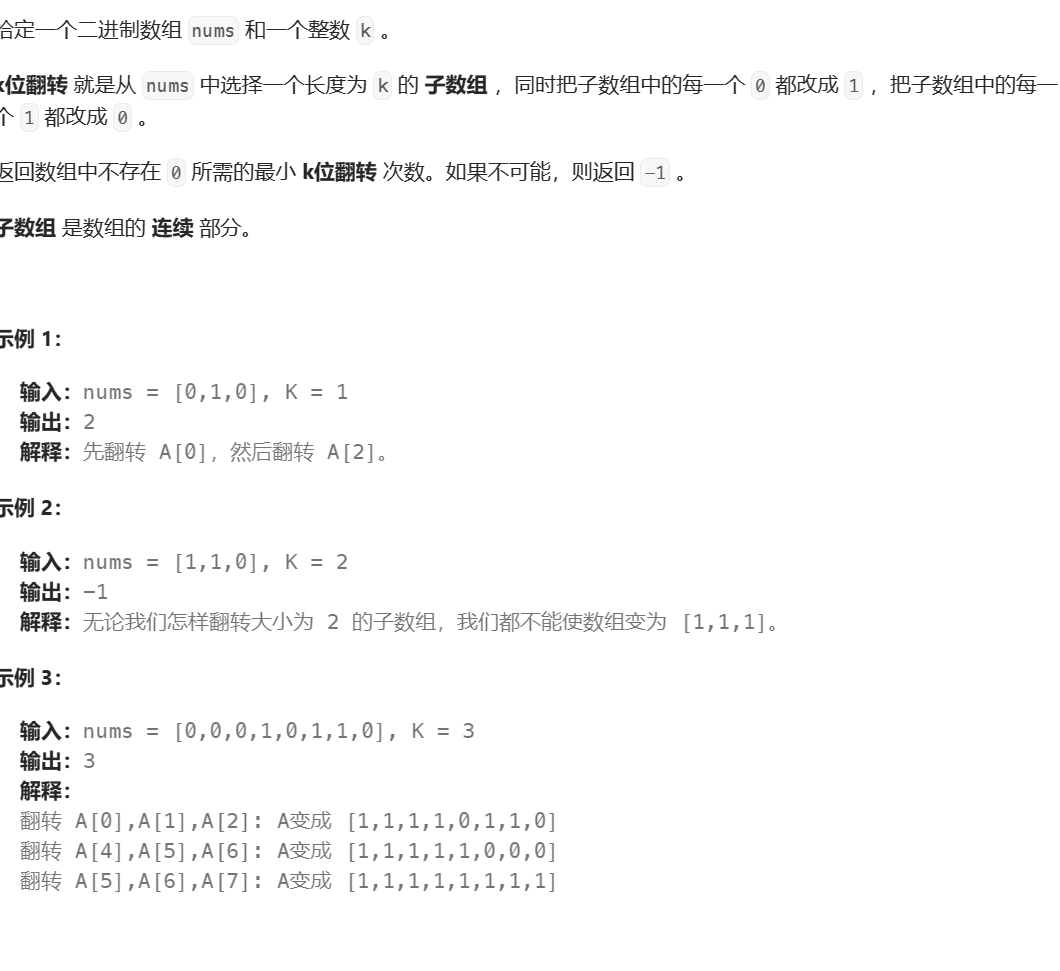 给定一个二进制数组 nums 和一个整数 k 。
k位翻转 就是从 nums 中选择一个长度为 k 的 子数组 ，同时把子数组中的每一个 0 都改成 1 ，把子数组中的每一
个 1 都改成 0 。
返回数组中不存在 0 所需的最小 k位翻转 次数。如果不可能，则返回 -1 。
子数组 是数组的 连续 部分。
示例 1：
输入：nums = [0,1,0], K = 1
输出：2
解释：先翻转 A[0]，然后翻转 A[2]。
示例 2：
输入：nums = [1,1,0], K = 2
输出：-1
解释：无论我们怎样翻转大小为 2 的子数组，我们都不能使数组变为 [1,1,1]。
示例 3：
输入：nums = [0,0,0,1,0,1,1,0], K = 3
输出：3
解释：
翻转 A[0],A[1],A[2]: A变成 [1,1,1,1,0,1,1,0]
翻转 A[4],A[5],A[6]: A变成 [1,1,1,1,1,0,0,0]
翻转 A[5],A[6],A[7]: A变成 [1,1,1,1,1,1,1,1]